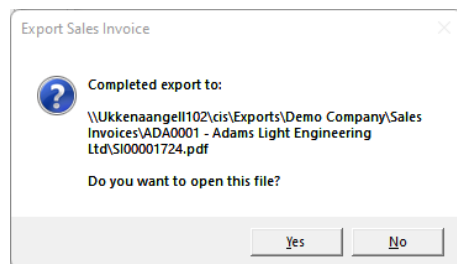 Export Sales Invoice
Completed export to:
\\Ukkenaangell102\cis\Exports\Demo Company\Sales
Invoices\ADA0001 - Adams Light Engineering
Ltd\SI00001724.pdf
Do you want to open this file?
Yes
No